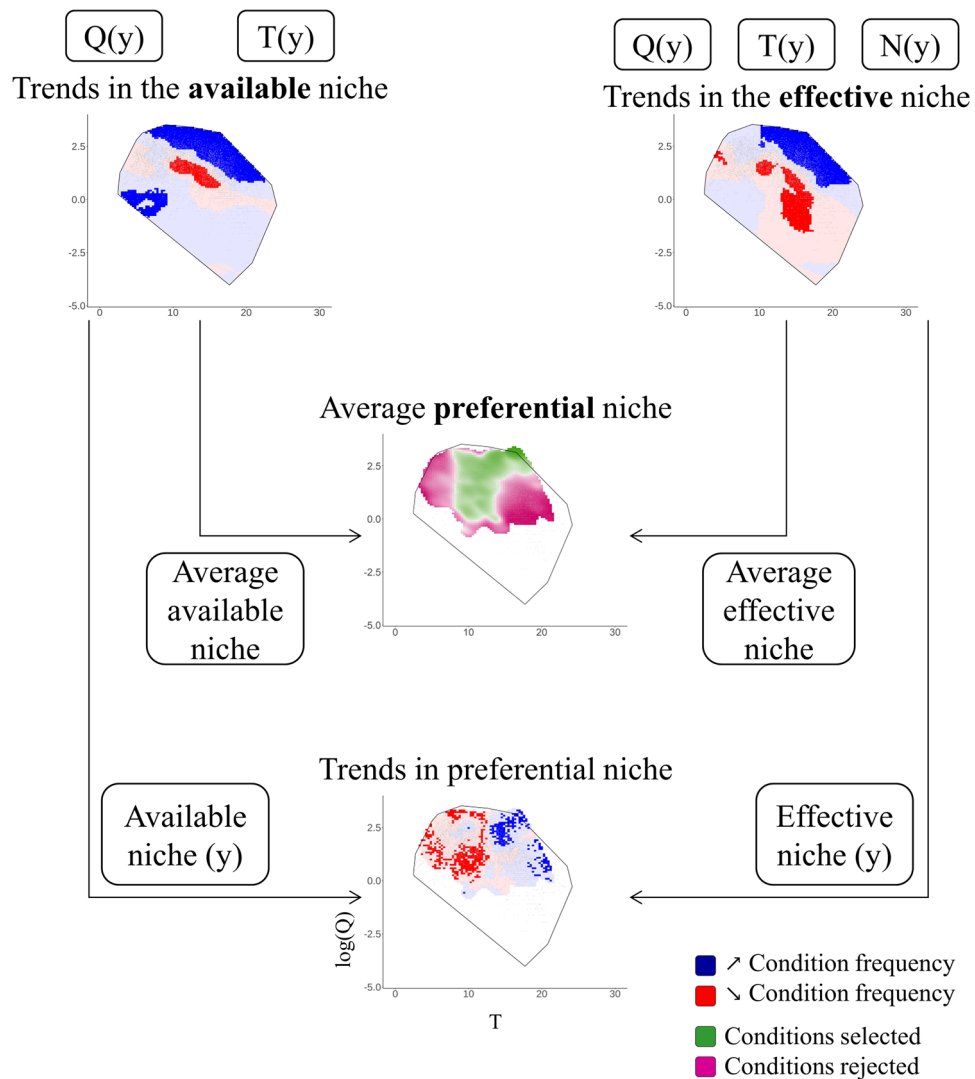 Q(y) T(y)
Q(y) T(y) N(y)
Trends in the available niche
Trends in the effective niche
2.5
0.0
-2.5
-5.0
0 10 20 30
2.5
0.0
-2.5
-5.0
0 10 20 30
Average preferential niche
2.5
0.0
-2.5
-5.0
0 10 20 30
Average
available
niche
Average
effective
niche
Trends in preferential niche
Available
niche (y)
Effective
niche (y)
2.5
0.0
-2.5
-5.0
0 10 20 30
log(Q)
T
↗ Condition frequency
↘ Condition frequency
Conditions selected
Conditions rejected